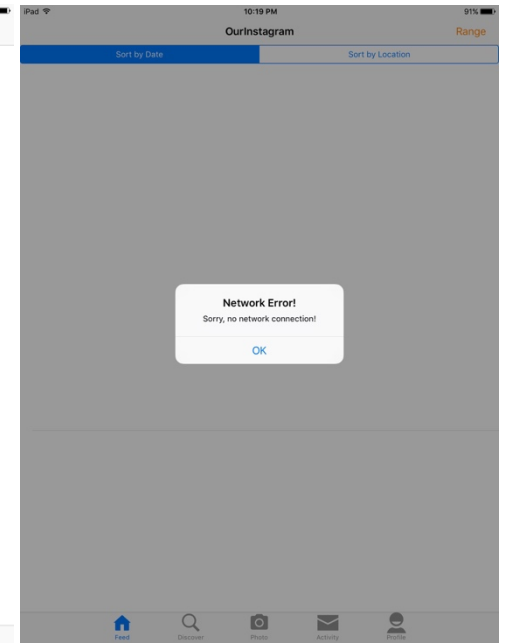 iPad 10:19 PM 91%
OurInstagram Range
Sort by Date Sort by Location
Network Error!
Sorry, no network connection!
OK
Feed Discover Photo Activity Profile